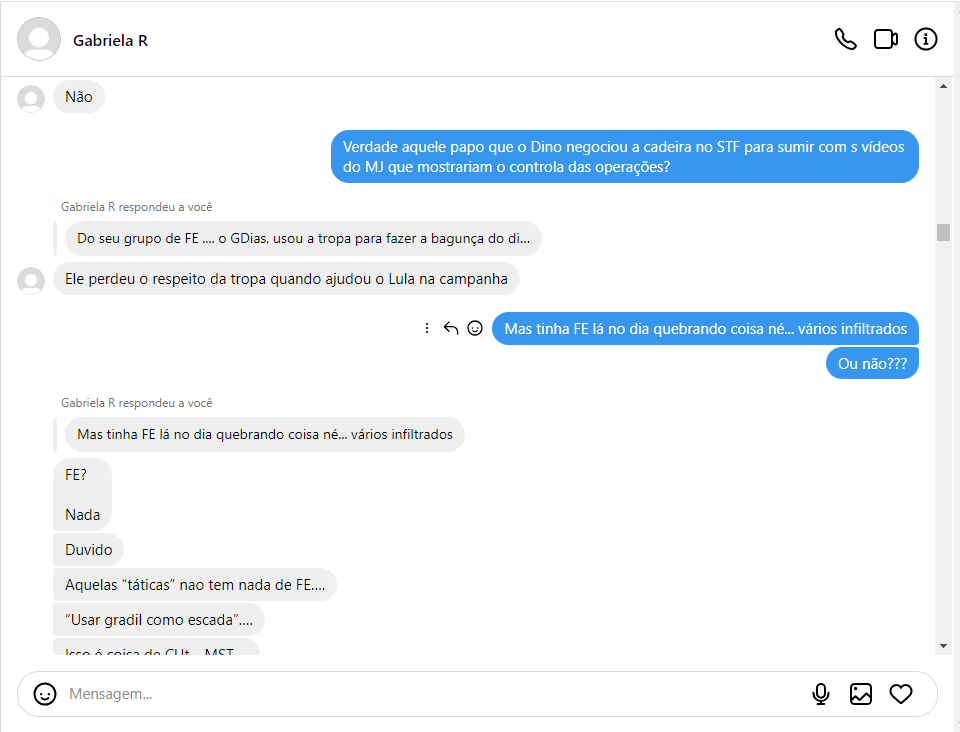 Gabriela R
Não
Verdade aquele papo que o Dino negociou a cadeira no STF para sumir com s vídeos
do MJ que mostrariam o controla das operações?
Gabriela R respondeu a você
Do seu grupo de FE .... o GDias, usou a tropa para fazer a bagunça do di...
Ele perdeu o respeito da tropa quando ajudou o Lula na campanha
Mas tinha FE lá no dia quebrando coisa né... vários infiltrados
Ou não???
Gabriela R respondeu a você
Mas tinha FE lá no dia quebrando coisa né... vários infiltrados
FE?
Nada
Duvido
Aquelas “táticas” nao tem nada de FE....
“Usar gradil como escada”....
Isso é coisa de CUt... MST
Mensagem...